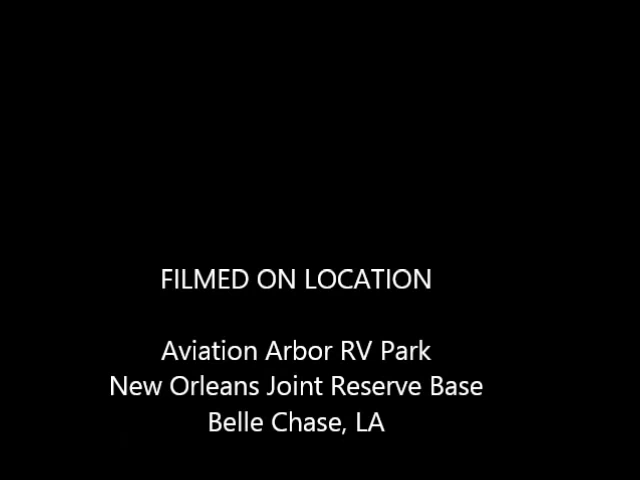 FILMED ON LOCATION
Aviation Arbor RV Park
New Orleans Joint Reserve Base
Belle Chase, LA